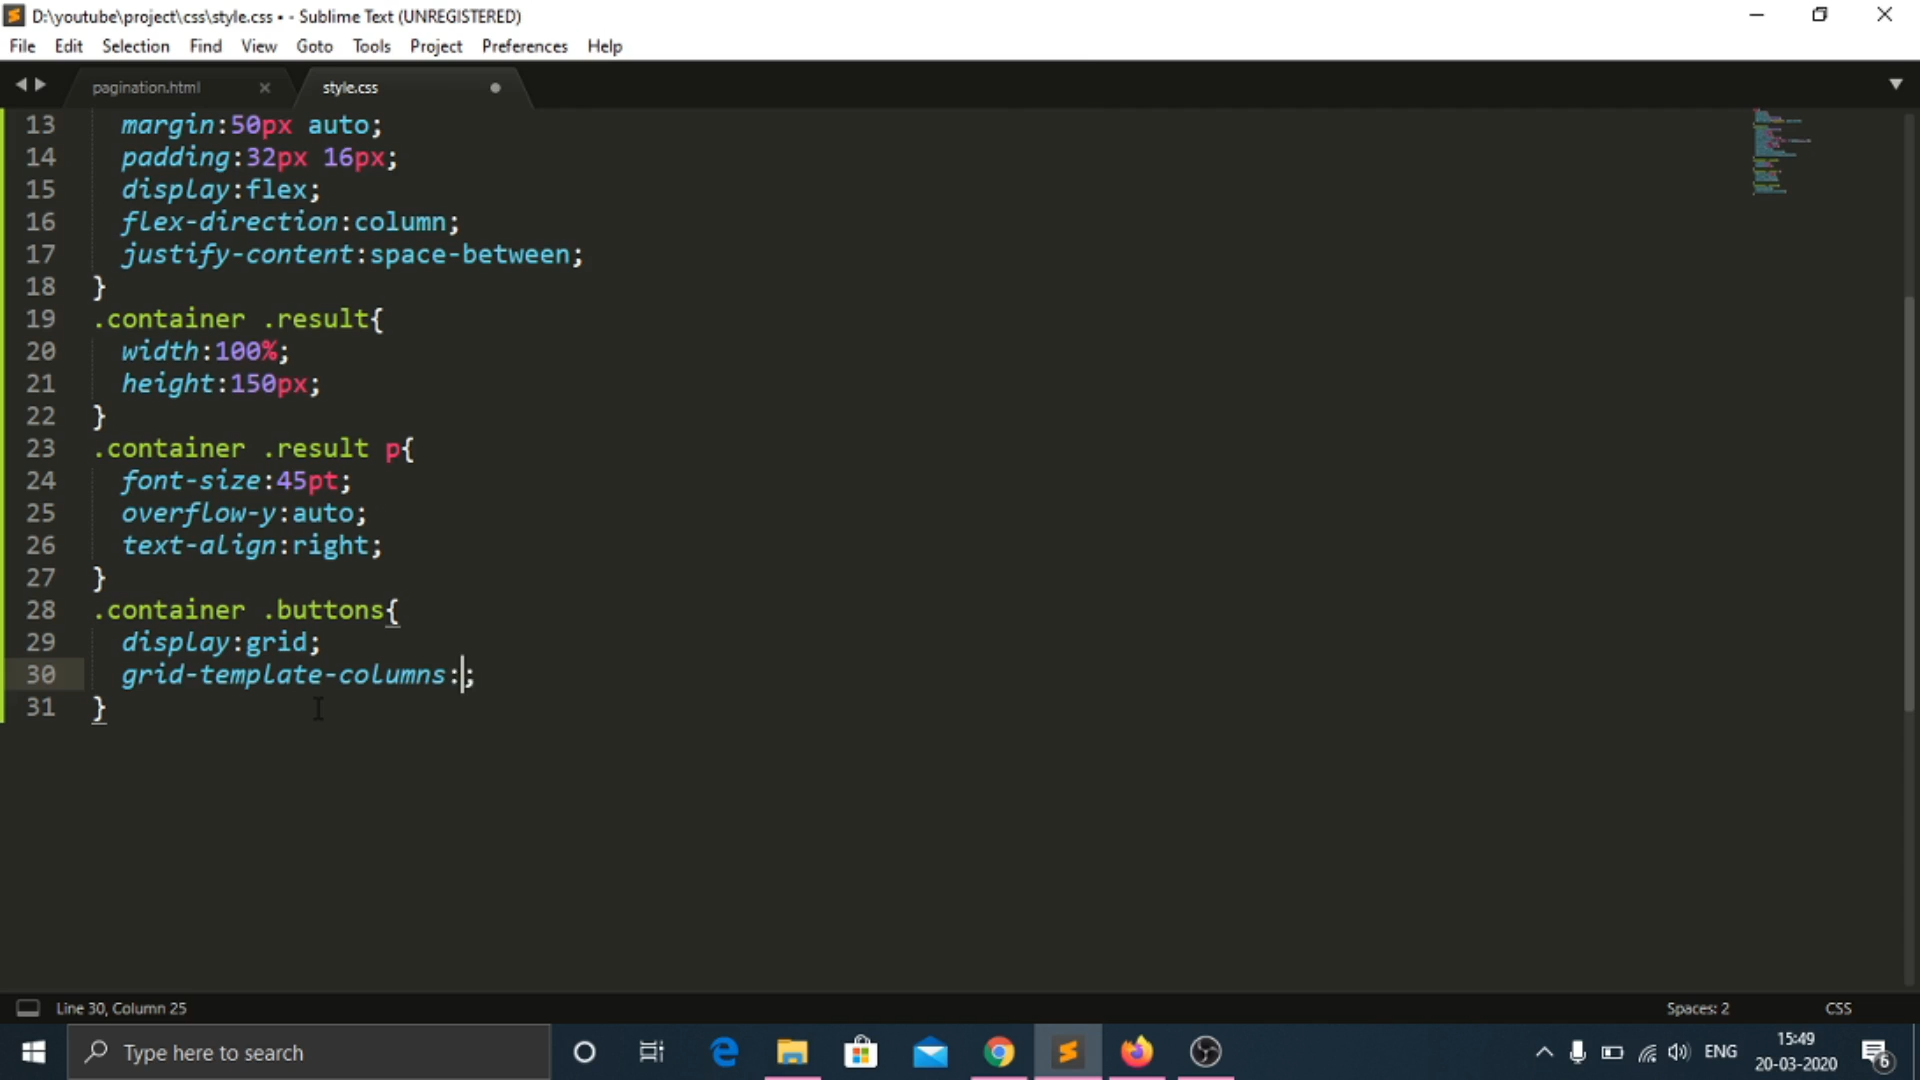 D:\youtube\project\css\style.css • - Sublime Text (UNREGISTERED)
File Edit Selection Find View Goto Tools Project Preferences Help
pagination.html style.css
13 margin:50px auto;
14 padding:32px 16px;
15 display:flex;
16 flex-direction:column;
17 justify-content:space-between;
18 }
19 .container .result{
20 width:100%;
21 height:150px;
22 }
23 .container .result p{
24 font-size:45pt;
25 overflow-y:auto;
26 text-align:right;
27 }
28 .container .buttons{
29 display:grid;
30 grid-template-columns:;
31 }
Line 30, Column 25 Spaces: 2 CSS
Type here to search ENG 15:49
20-03-2020 6